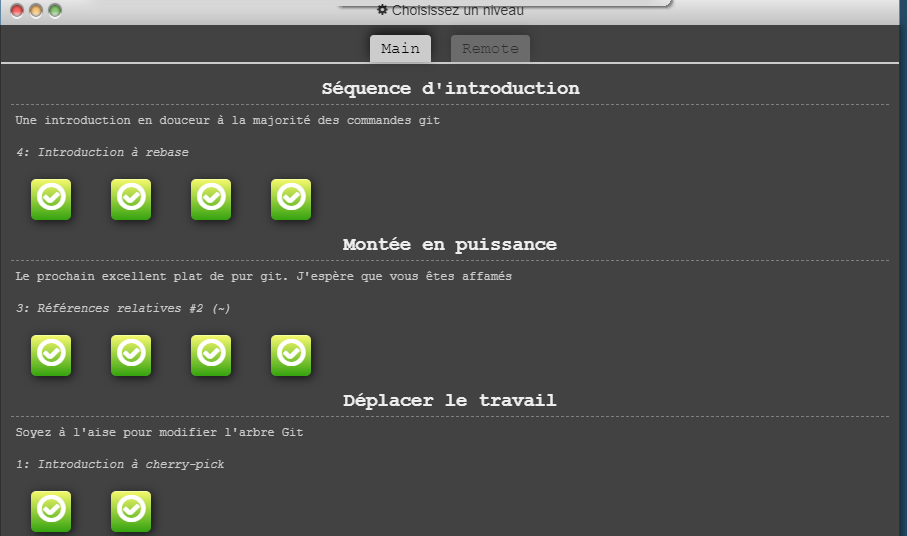 Choisissez un niveau
Main
Remote
Séquence d'introduction
Une introduction en douceur à la majorité des commandes git
4: Introduction à rebase
Montée en puissance
Le prochain excellent plat de pur git. J'espère que vous êtes affamés
3: Références relatives #2 (~)
Déplacer le travail
Soyez à l'aise pour modifier l'arbre Git
1: Introduction à cherry-pick